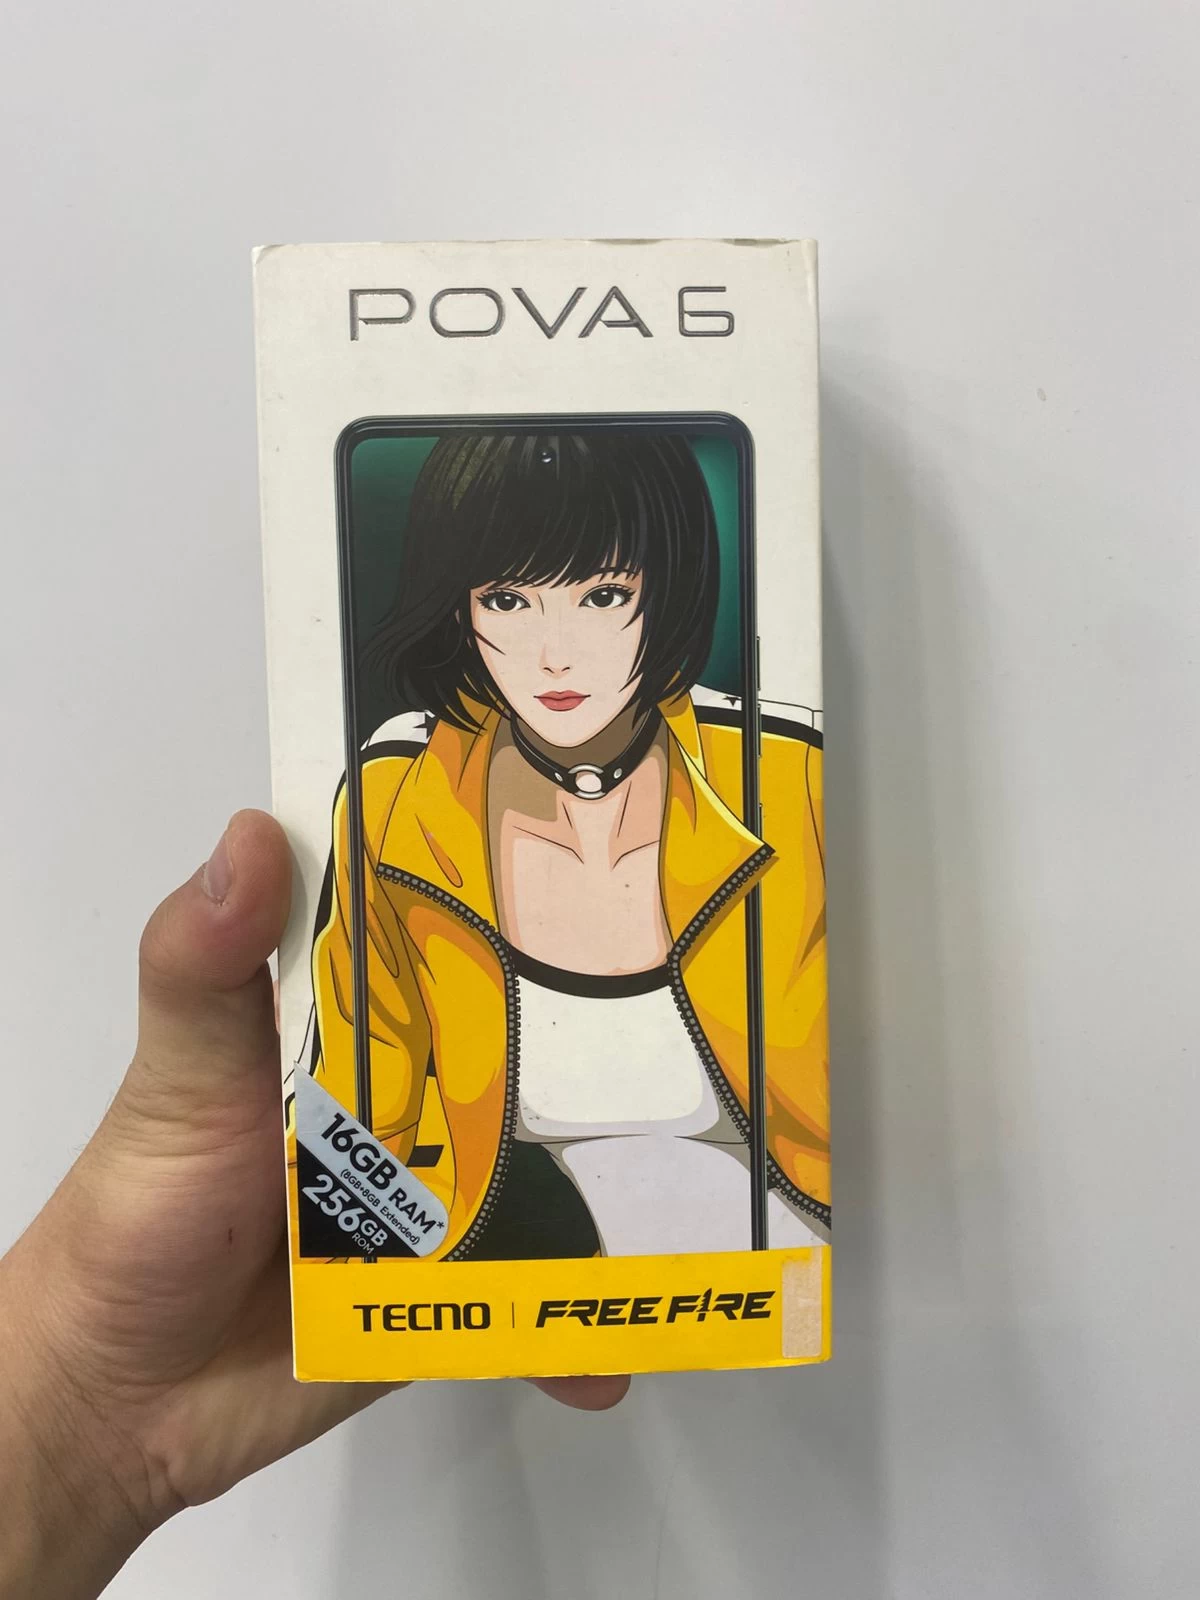 POVA 6
16GB RAM*
(8GB+8GB Extended)
256GB
ROM
TECNO | FREE FIRE